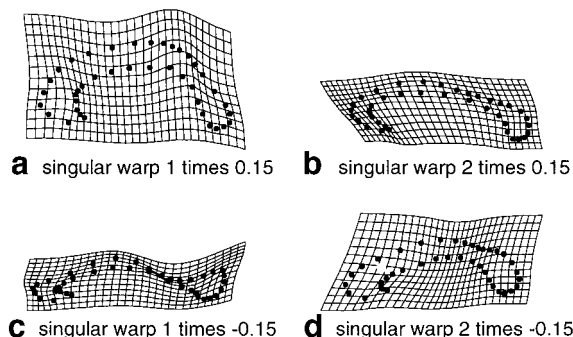 a singular warp 1 times 0.15
b singular warp 2 times 0.15
c singular warp 1 times -0.15
d singular warp 2 times -0.15